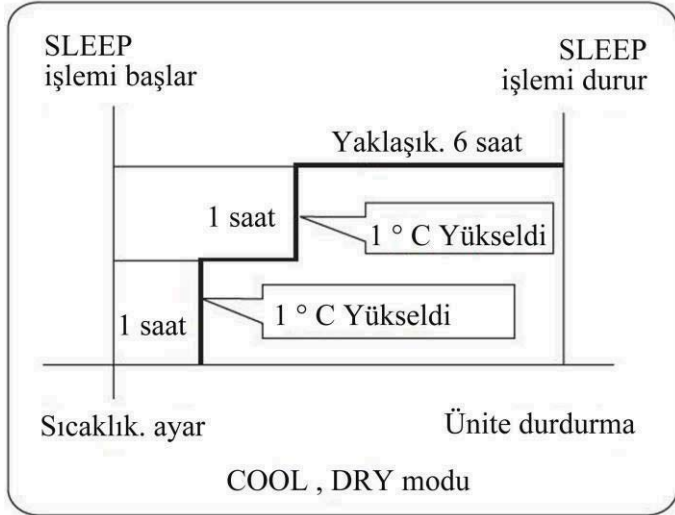 SLEEP
işlemi başlar
SLEEP
işlemi durur
Yaklaşık. 6 saat
1 saat
1 ° C Yükseldi
1 saat
1 ° C Yükseldi
Sıcaklık. ayar
Ünite durdurma
COOL , DRY modu